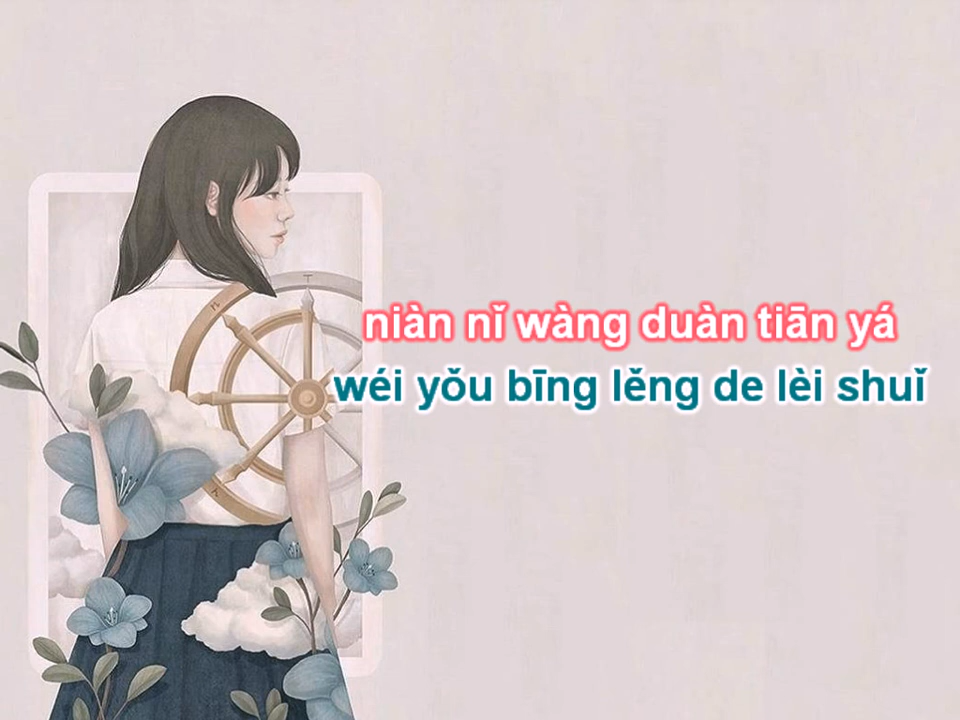 niàn nǐ wàng duàn tiān yá
wéi yǒu bīng lěng de lèi shuǐ